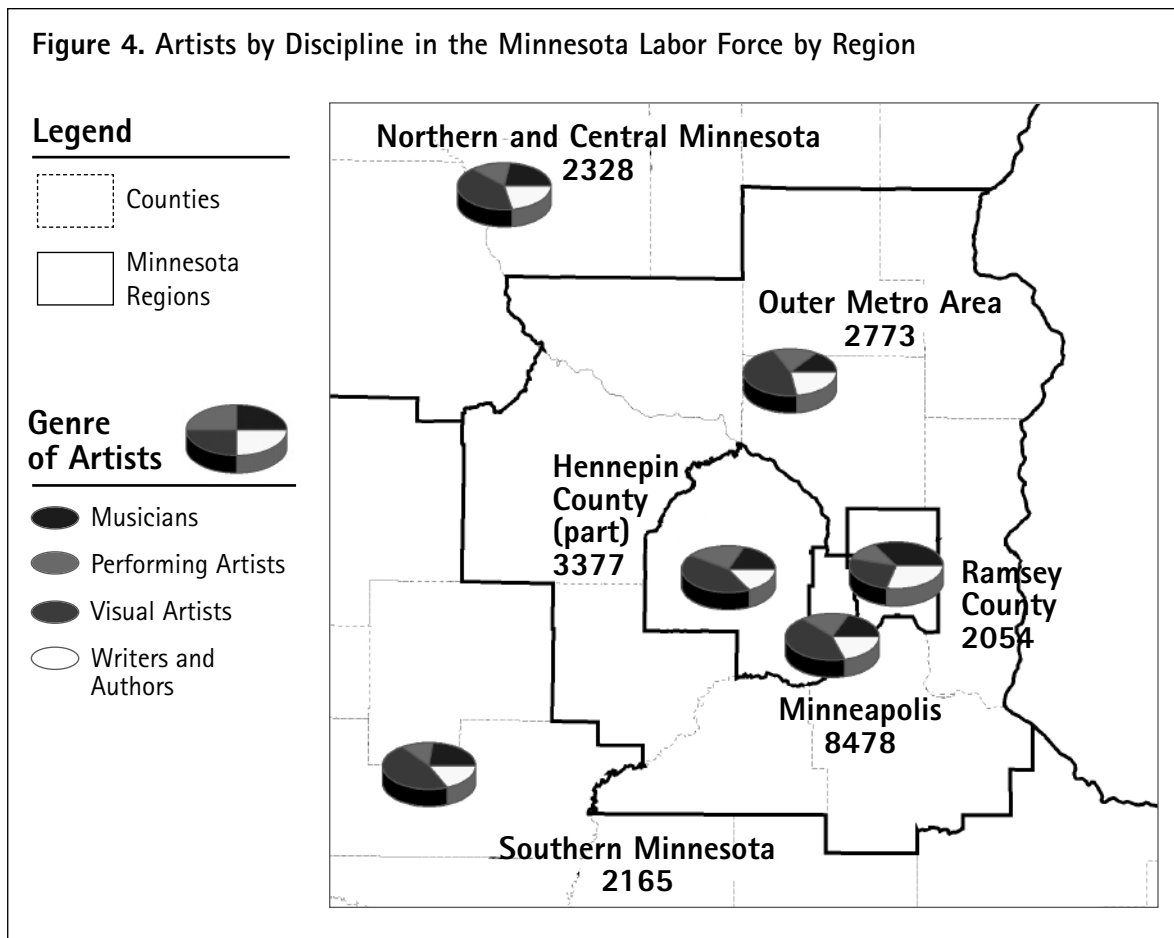 Figure 4. Artists by Discipline in the Minnesota Labor Force by Region
Legend
Counties
Minnesota
Regions
Genre
of Artists
Musicians
Performing Artists
Visual Artists
Writers and
Authors
Northern and Central Minnesota
2328
Outer Metro Area
2773
Hennepin
County
(part)
3377
Ramsey
County
2054
Minneapolis
8478
Southern Minnesota
2165